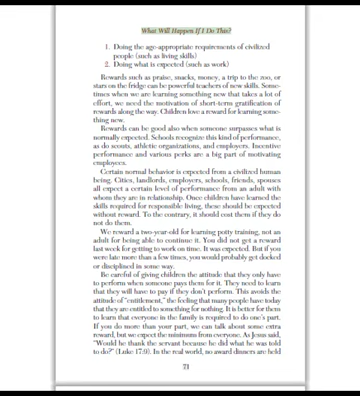 What Will Happen If I Do This?
1. Doing the age-appropriate requirements of civilized
people (such as living skills)
2. Doing what is expected (such as work)
Rewards such as praise, snacks, money, a trip to the zoo, or
stars on the fridge can be powerful teachers of new skills. Some-
times when we are learning something new that takes a lot of
effort, we need the motivation of short-term gratification of
rewards along the way. Children love a reward for learning some-
thing new.
Rewards can be good also when someone surpasses what is
normally expected. Schools recognize this kind of performance,
as do scouts, athletic organizations, and employers. Incentive
performance and various perks are a big part of motivating
employees.
Certain normal behavior is expected from a civilized human
being. Cities, landlords, employers, schools, friends, spouses
all expect a certain level of performance from an adult with
whom they are in relationship. Once children have learned the
skills required for responsible living, these should be expected
without reward. To the contrary, it should cost them if they do
not do them.
We reward a two-year-old for learning potty training, not an
adult for being able to continue it. You did not get a reward
last week for getting to work on time. It was expected. But if you
were late more than a few times, you would probably get docked
or disciplined in some way.
Be careful of giving children the attitude that they only have
to perform when someone pays them for it. They need to learn
that they will have to pay if they don't perform. This avoids the
attitude of "entitlement," the feeling that many people have today
that they are entitled to something for nothing. It is better for them
to learn that everyone in the family is required to do one's part.
If you do more than your part, we can talk about some extra
reward, but we expect the minimum from everyone. As Jesus said,
"Would he thank the servant because he did what he was told
to do?" (Luke 17:9). In the real world, no award dinners are held
71